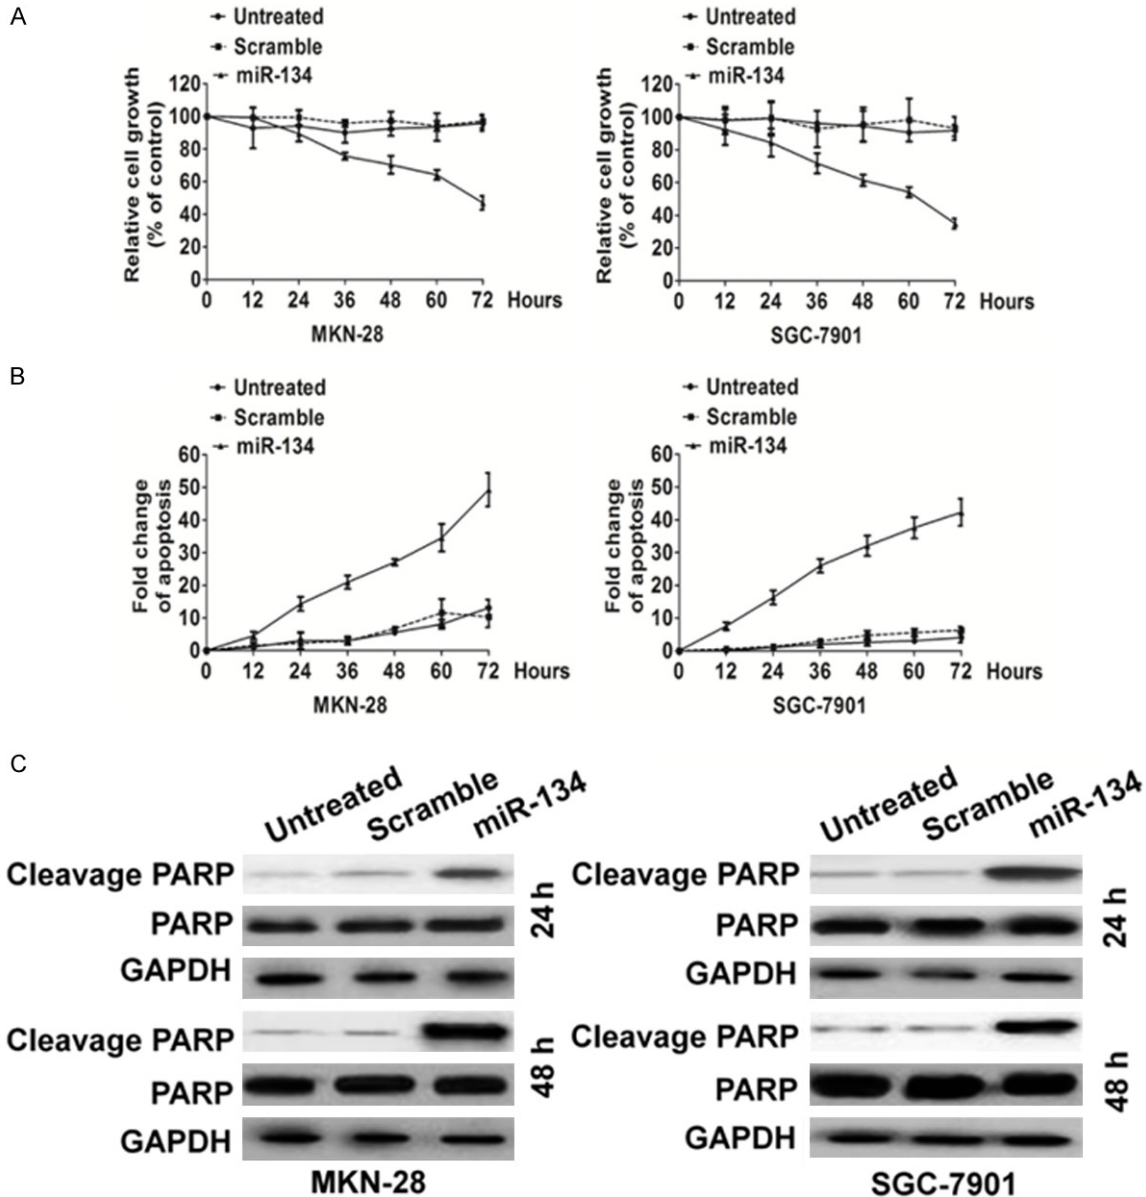 A
Untreated
Scramble
miR-134
Relative cell growth
(% of control)
120
100
80
60
40
20
0
0 12 24 36 48 60 72 Hours
MKN-28
Untreated
Scramble
miR-134
Relative cell growth
(% of control)
120
100
80
60
40
20
0
0 12 24 36 48 60 72 Hours
SGC-7901
B
Untreated
Scramble
miR-134
Fold change
of apoptosis
60
50
40
30
20
10
0
0 12 24 36 48 60 72 Hours
MKN-28
Untreated
Scramble
miR-134
Fold change
of apoptosis
60
50
40
30
20
10
0
0 12 24 36 48 60 72 Hours
SGC-7901
C
Untreated Scramble miR-134
Cleavage PARP
PARP
GAPDH
24 h
Cleavage PARP
PARP
GAPDH
48 h
MKN-28
Untreated Scramble miR-134
Cleavage PARP
PARP
GAPDH
24 h
Cleavage PARP
PARP
GAPDH
48 h
SGC-7901